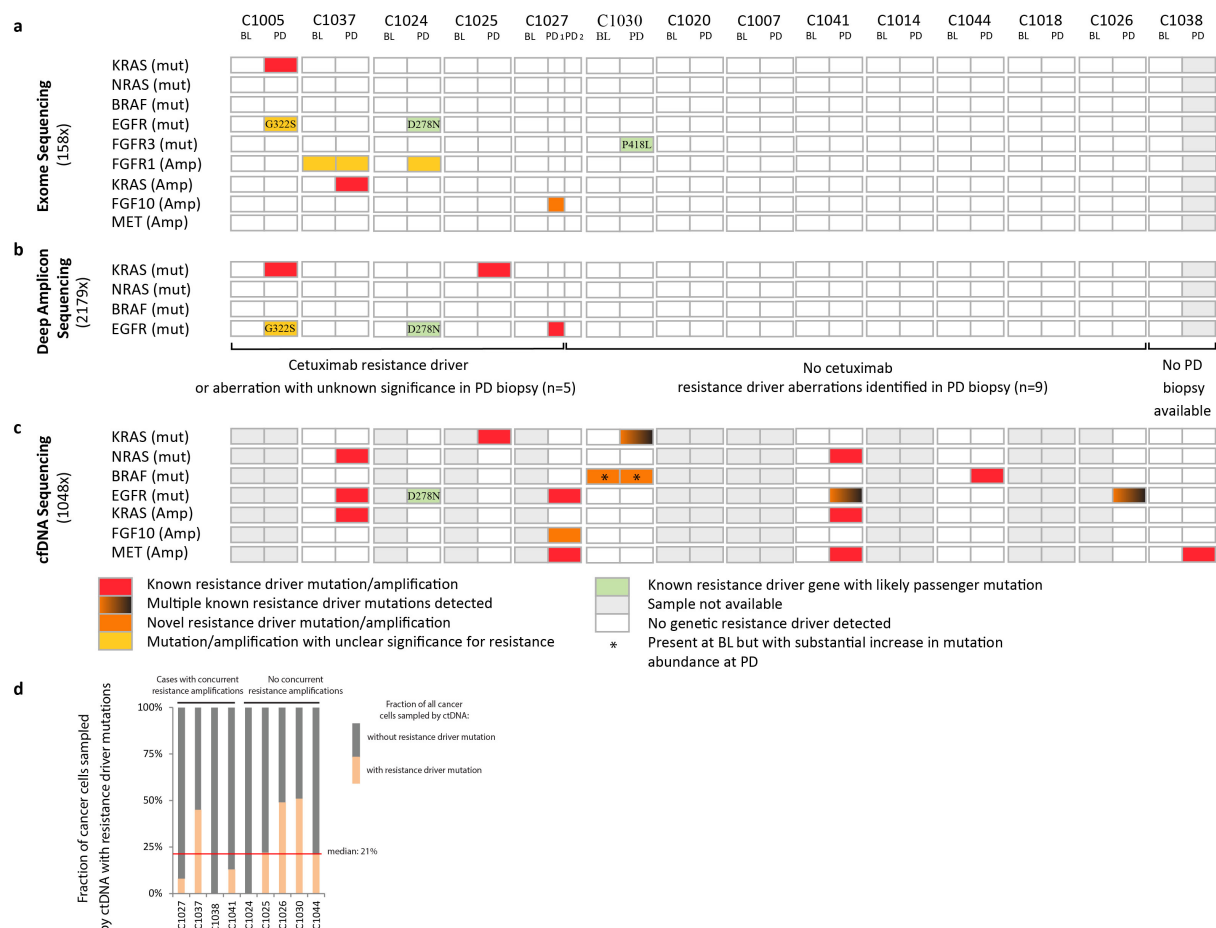 a
C1005 C1037 C1024 C1025 C1027 C1030 C1020 C1007 C1041 C1014 C1044 C1018 C1026 C1038
BL PD BL PD BL PD BL PD BL PD 1 PD 2 BL PD BL PD BL PD BL PD BL PD BL PD BL PD BL PD BL PD
Exome Sequencing
(158x)
KRAS (mut)
NRAS (mut)
BRAF (mut)
EGFR (mut) G322S D278N
FGFR3 (mut) P418L
FGFR1 (Amp)
KRAS (Amp)
FGF10 (Amp)
MET (Amp)
b
Deep Amplicon
Sequencing
(2179x)
KRAS (mut)
NRAS (mut)
BRAF (mut)
EGFR (mut) G322S D278N
Cetuximab resistance driver
or aberration with unknown significance in PD biopsy (n=5)
No cetuximab
resistance driver aberrations identified in PD biopsy (n=9)
No PD
biopsy
available
c
cfDNA Sequencing
(1048x)
KRAS (mut)
NRAS (mut)
BRAF (mut) * *
EGFR (mut) D278N
KRAS (Amp)
FGF10 (Amp)
MET (Amp)
Known resistance driver mutation/amplification
Multiple known resistance driver mutations detected
Novel resistance driver mutation/amplification
Mutation/amplification with unclear significance for resistance
Known resistance driver gene with likely passenger mutation
Sample not available
No genetic resistance driver detected
* Present at BL but with substantial increase in mutation
abundance at PD
d
Fraction of cancer cells sampled
by ctDNA with resistance driver mutations
Cases with concurrent
resistance amplifications
No concurrent
resistance amplifications
100%
75%
50%
25%
0%
median: 21%
Fraction of all cancer
cells sampled by ctDNA:
without resistance driver mutation
with resistance driver mutation
C1027
C1037
C1038
C1041
C1024
C1025
C1026
C1030
C1044